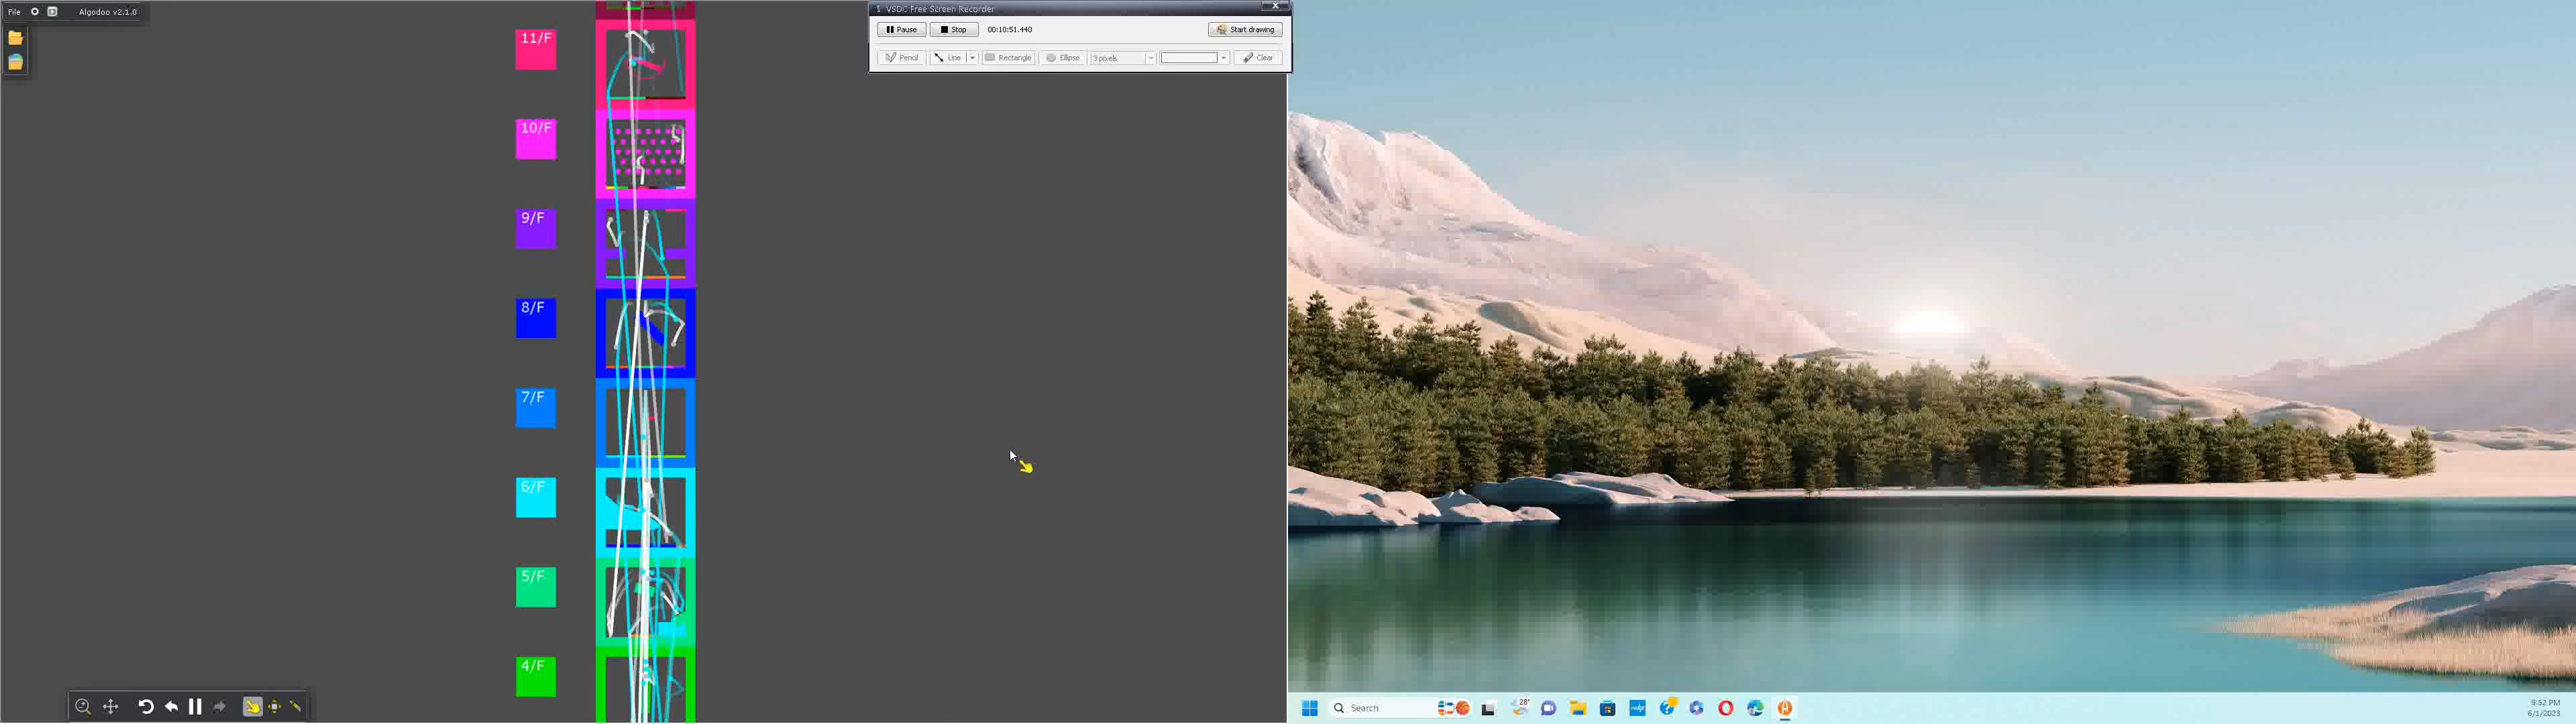 File Algodoo v2.1.0
VSDC Free Screen Recorder
Pause Stop 00:10:51.440 Start drawing
Pencil Line Rectangle Ellipse 3 pixels Clear
11/F
10/F
9/F
8/F
7/F
6/F
5/F
4/F
Search
28°
9:52 PM
6/1/2023